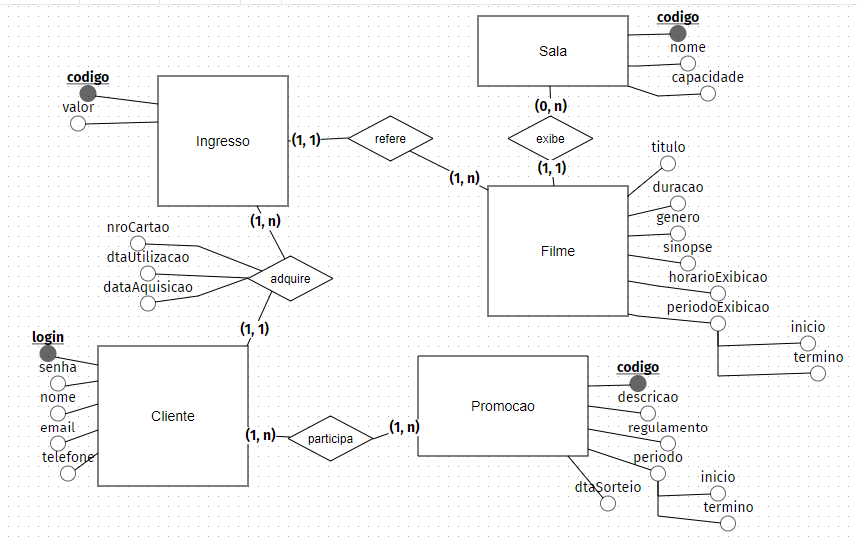 codigo
Sala
nome
capacidade
(0, n)
exibe
(1, 1)
codigo
valor
Ingresso
(1, 1)
refere
(1, n)
titulo
duracao
genero
sinopse
horarioExibicao
periodoExibicao
inicio
termino
Filme
(1, n)
nroCartao
dtaUtilizacao
dataAquisicao
adquire
(1, 1)
login
senha
nome
email
telefone
Cliente
(1, n)
participa
(1, n)
Promocao
codigo
descricao
regulamento
periodo
inicio
termino
dtaSorteio